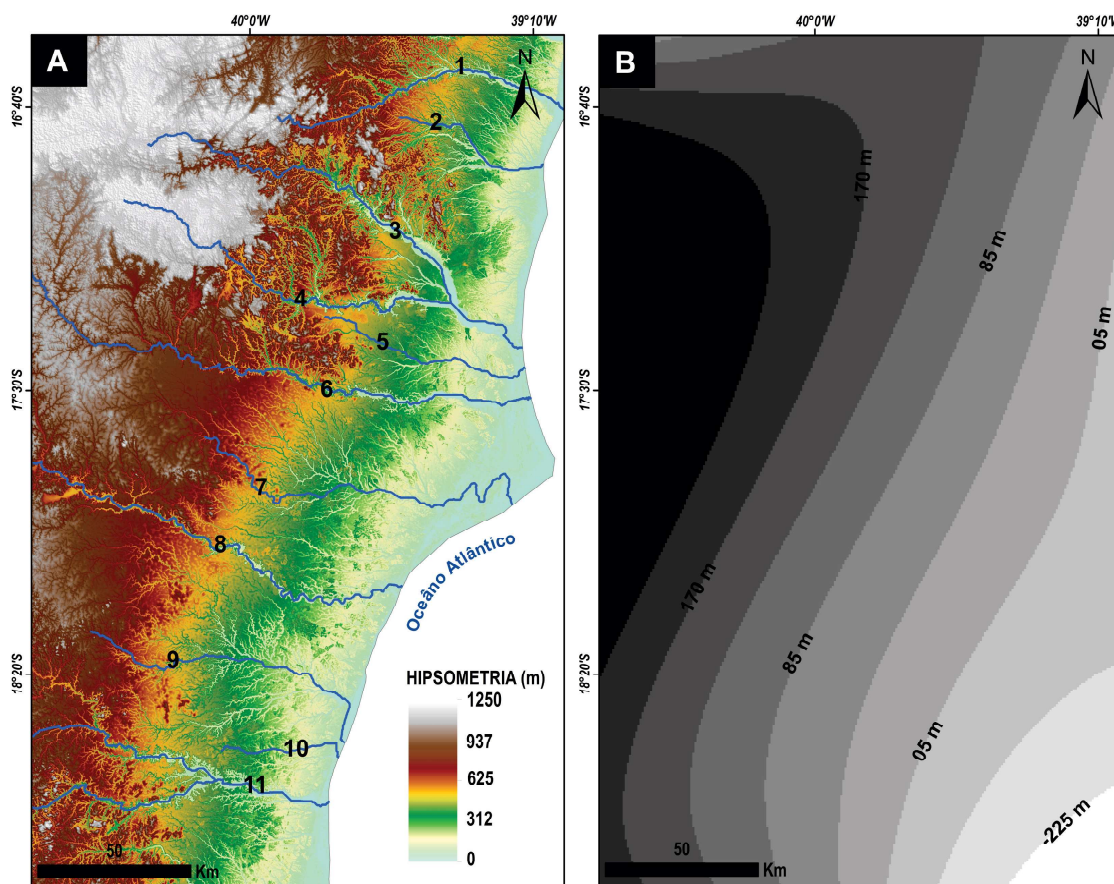 40°0'W
39°10'W
A
N
16°40'S
17°30'S
18°20'S
1
2
3
4
5
6
7
8
9
10
11
Oceâno Atlântico
HIPSOMETRIA (m)
1250
937
625
312
0
50
Km
40°0'W
39°10'W
B
N
16°40'S
17°30'S
18°20'S
170 m
85 m
05 m
170 m
85 m
05 m
-225 m
50
Km